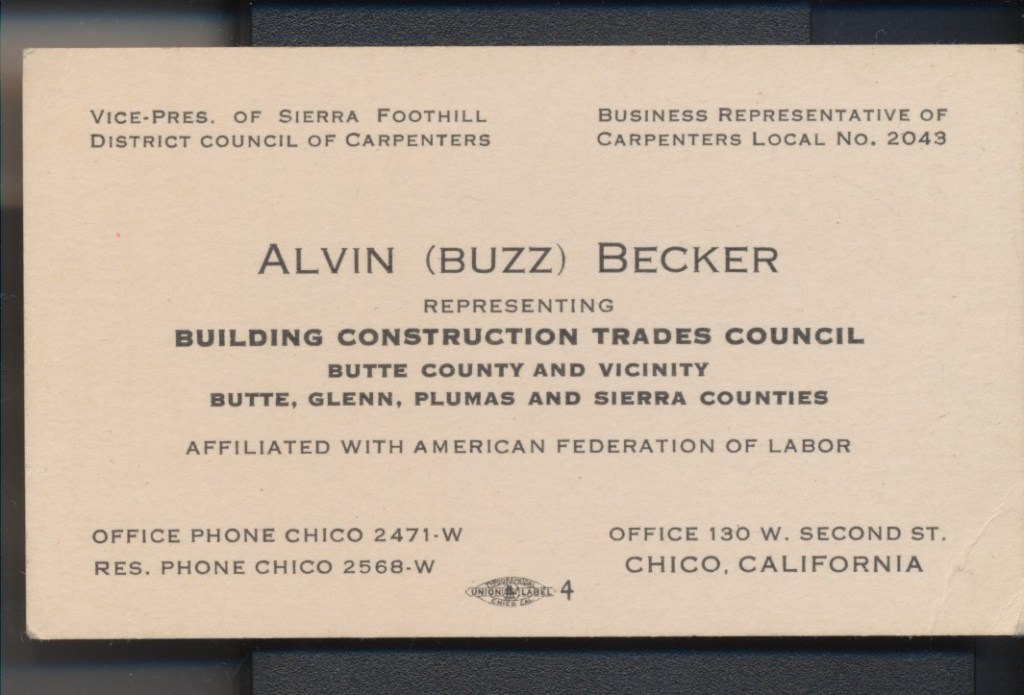 VICE-PRES. OF SIERRA FOOTHILL
DISTRICT COUNCIL OF CARPENTERS
BUSINESS REPRESENTATIVE OF
CARPENTERS LOCAL NO. 2043
ALVIN (BUZZ) BECKER
REPRESENTING
BUILDING CONSTRUCTION TRADES COUNCIL
BUTTE COUNTY AND VICINITY
BUTTE, GLENN, PLUMAS AND SIERRA COUNTIES
AFFILIATED WITH AMERICAN FEDERATION OF LABOR
OFFICE PHONE CHICO 2471-W
RES. PHONE CHICO 2568-W
OFFICE 130 W. SECOND ST.
CHICO, CALIFORNIA
UNION LABEL 4
CHICO CAL